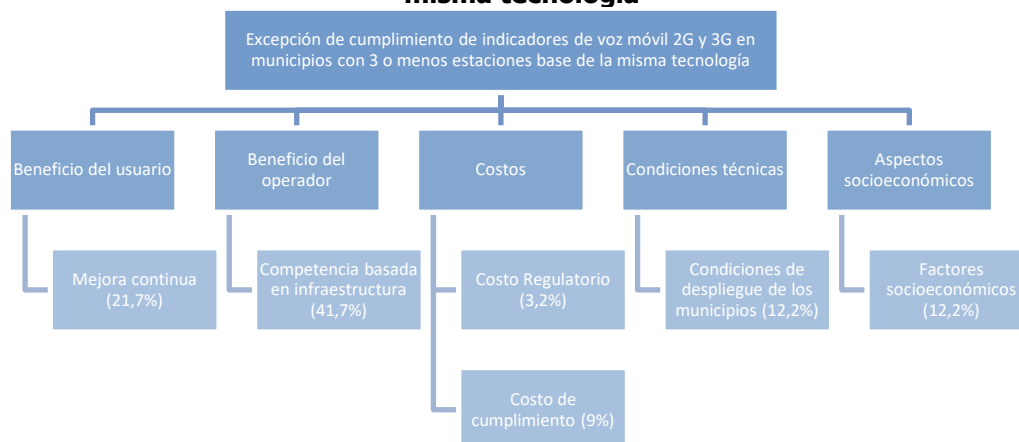 misma tecnología
Excepción de cumplimiento de indicadores de voz móvil 2G y 3G en
municipios con 3 o menos estaciones base de la misma tecnología
Beneficio del usuario
Beneficio del
operador
Costos
Condiciones técnicas
Aspectos
socioeconómicos
Mejora continua
(21,7%)
Competencia basada
en infraestructura
(41,7%)
Costo Regulatorio
(3,2%)
Condiciones de
despliegue de los
municipios (12,2%)
Factores
socioeconómicos
(12,2%)
Costo de
cumplimiento (9%)